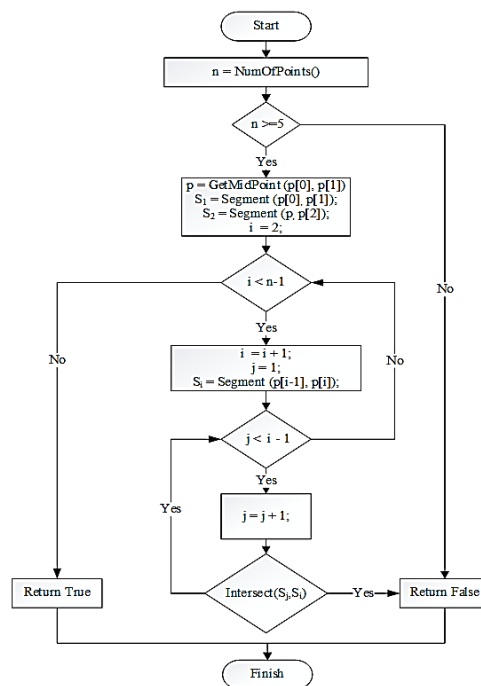 Start
n = NumOfPoints()
n >=5
Yes
p = GetMidPoint (p[0], p[1])
S1 = Segment (p[0], p[1]);
S2 = Segment (p, p[2]);
i = 2;
i < n-1
No
Yes
No
i = i + 1;
j = 1;
Si = Segment (p[i-1], p[i]);
No
j < i - 1
Yes
Yes
j = j + 1;
Intersect(Sj,Si)
Yes
Return True
Return False
Finish